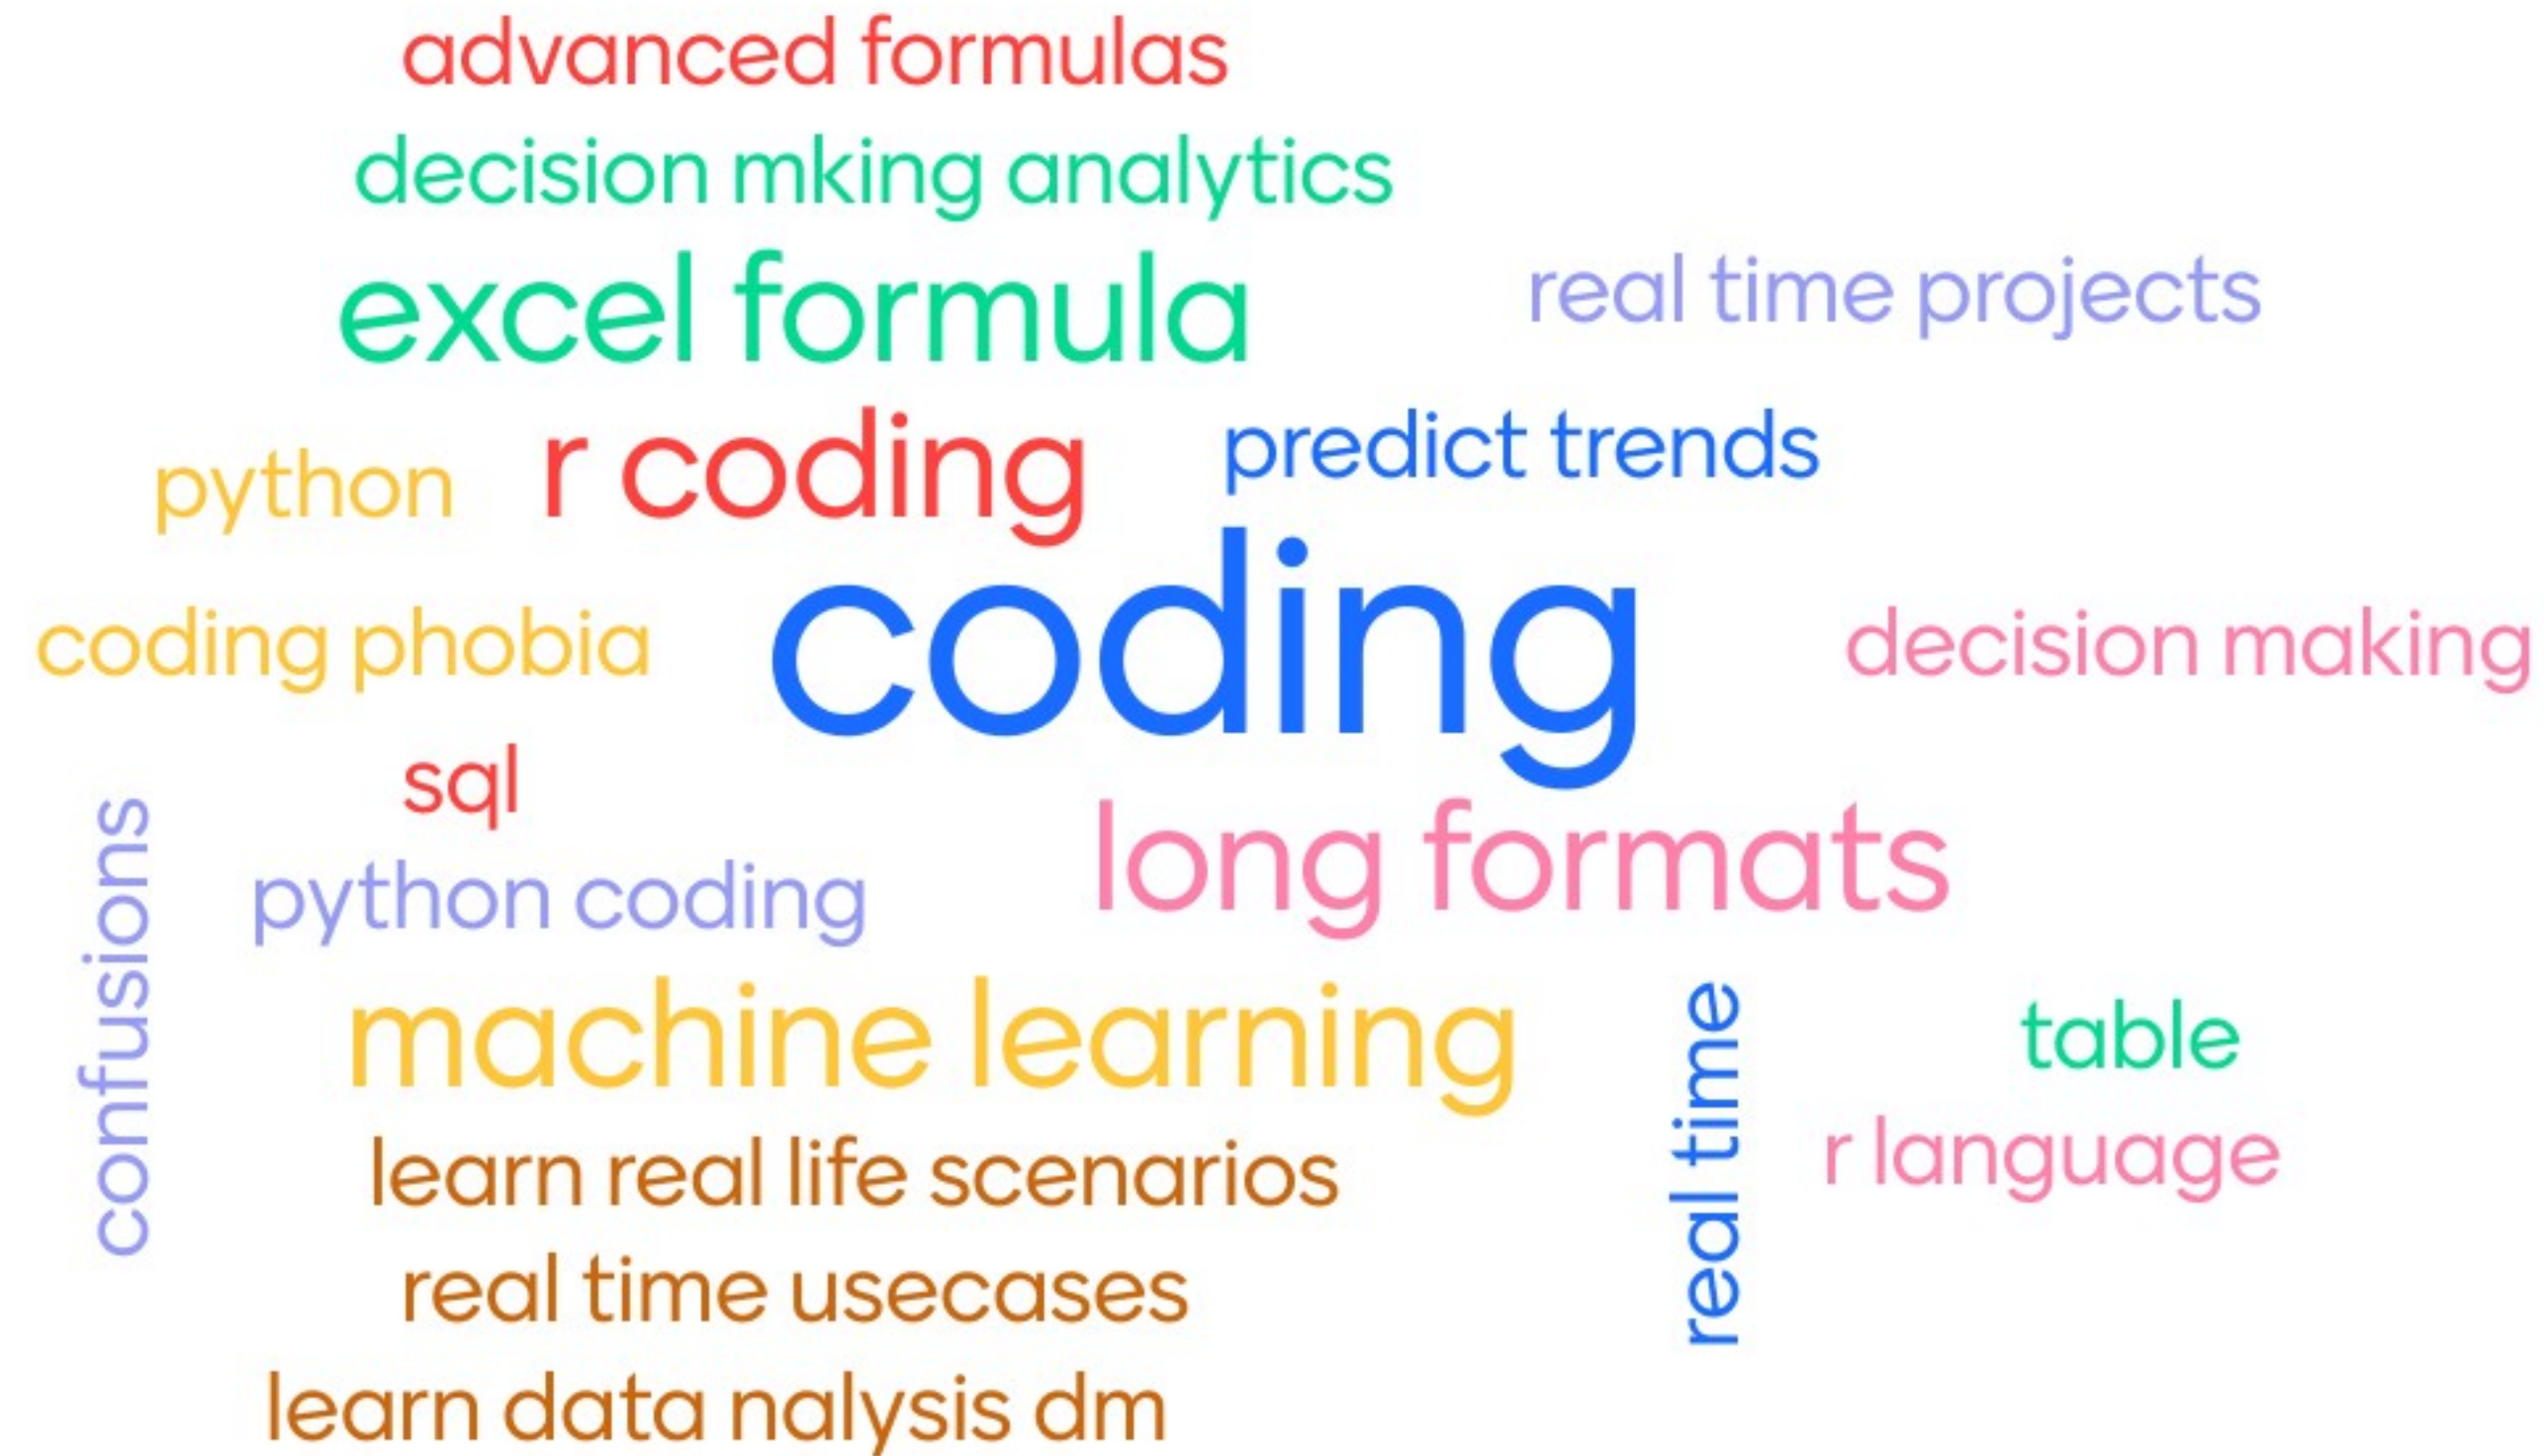 advanced formulas
decision mking analytics
excel formula
real time projects
python
r coding
predict trends
coding phobia
coding
decision making
sql
confusions
python coding
long formats
machine learning
real time
table
r language
learn real life scenarios
real time usecases
learn data nalysis dm